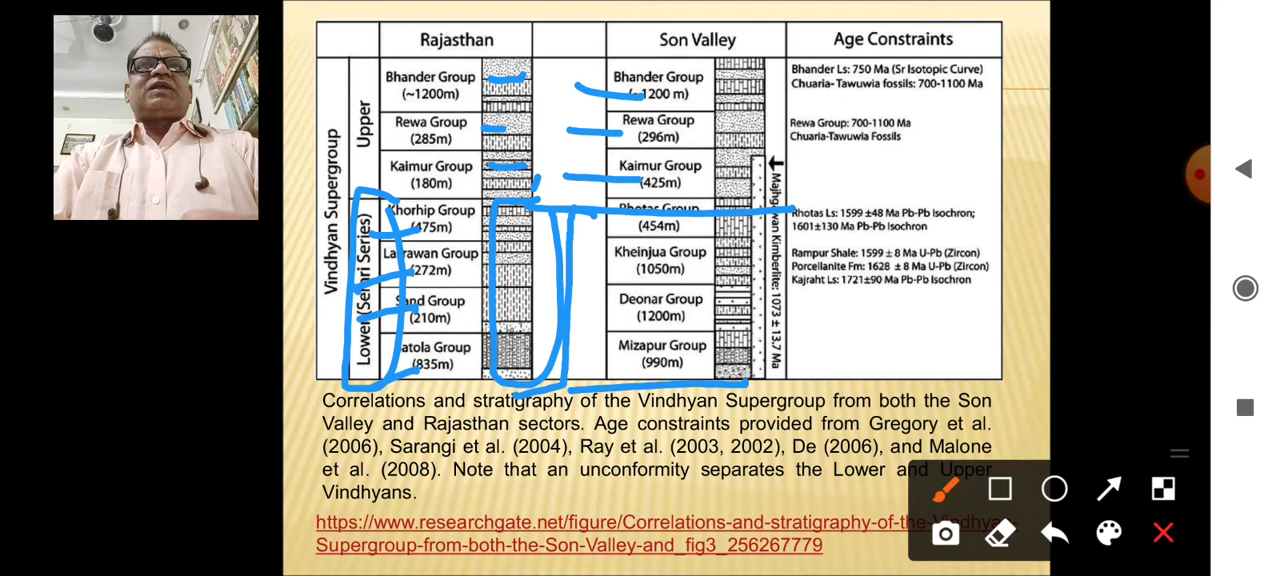 Rajasthan
Son Valley
Age Constraints
Vindhyan Supergroup
Upper
Lower (Semri Series)
Bhander Group
(~1200m)
Rewa Group
(285m)
Kaimur Group
(180m)
Khorhip Group
(475m)
Group
(272m)
Sand Group
(210m)
Satola Group
(835m)
Bhander Group
(~1200 m)
Rewa Group
(296m)
Kaimur Group
(425m)
Rhotas Group
(454m)
Kheinjua Group
(1050m)
Deonar Group
(1200m)
Mizapur Group
(990m)
Majhgawan Kimberlite: 1073 ± 13.7 Ma
Bhander Ls: 750 Ma (Sr Isotopic Curve)
Chuaria- Tawuwia fossils: 700-1100 Ma
Rewa Group: 700-1100 Ma
Chuaria-Tawuwia Fossils
Rhotas Ls: 1599 ±48 Ma Pb-Pb Isochron;
1601±130 Ma Pb-Pb Isochron
Rampur Shale: 1599 ± 8 Ma U-Pb (Zircon)
Porcellanite Fm: 1628 ± 8 Ma U-Pb (Zircon)
Kajraht Ls: 1721±90 Ma Pb-Pb Isochron
Correlations and stratigraphy of the Vindhyan Supergroup from both the Son
Valley and Rajasthan sectors. Age constraints provided from Gregory et al.
(2006), Sarangi et al. (2004), Ray et al. (2003, 2002), De (2006), and Malone
et al. (2008). Note that an unconformity separates the Lower and Upper
Vindhyans.
https://www.researchgate.net/figure/Correlations-and-stratigraphy-of-the-Vindhyan-
Supergroup-from-both-the-Son-Valley-and_fig3_256267779